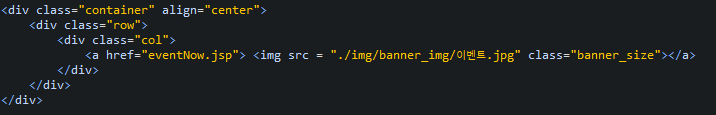 <div class="container" align="center">
<div class="row">
<div class="col">
<a href="eventNow.jsp"> <img src = "./img/banner_img/이벤트.jpg" class="banner_size"></a>
</div>
</div>
</div>